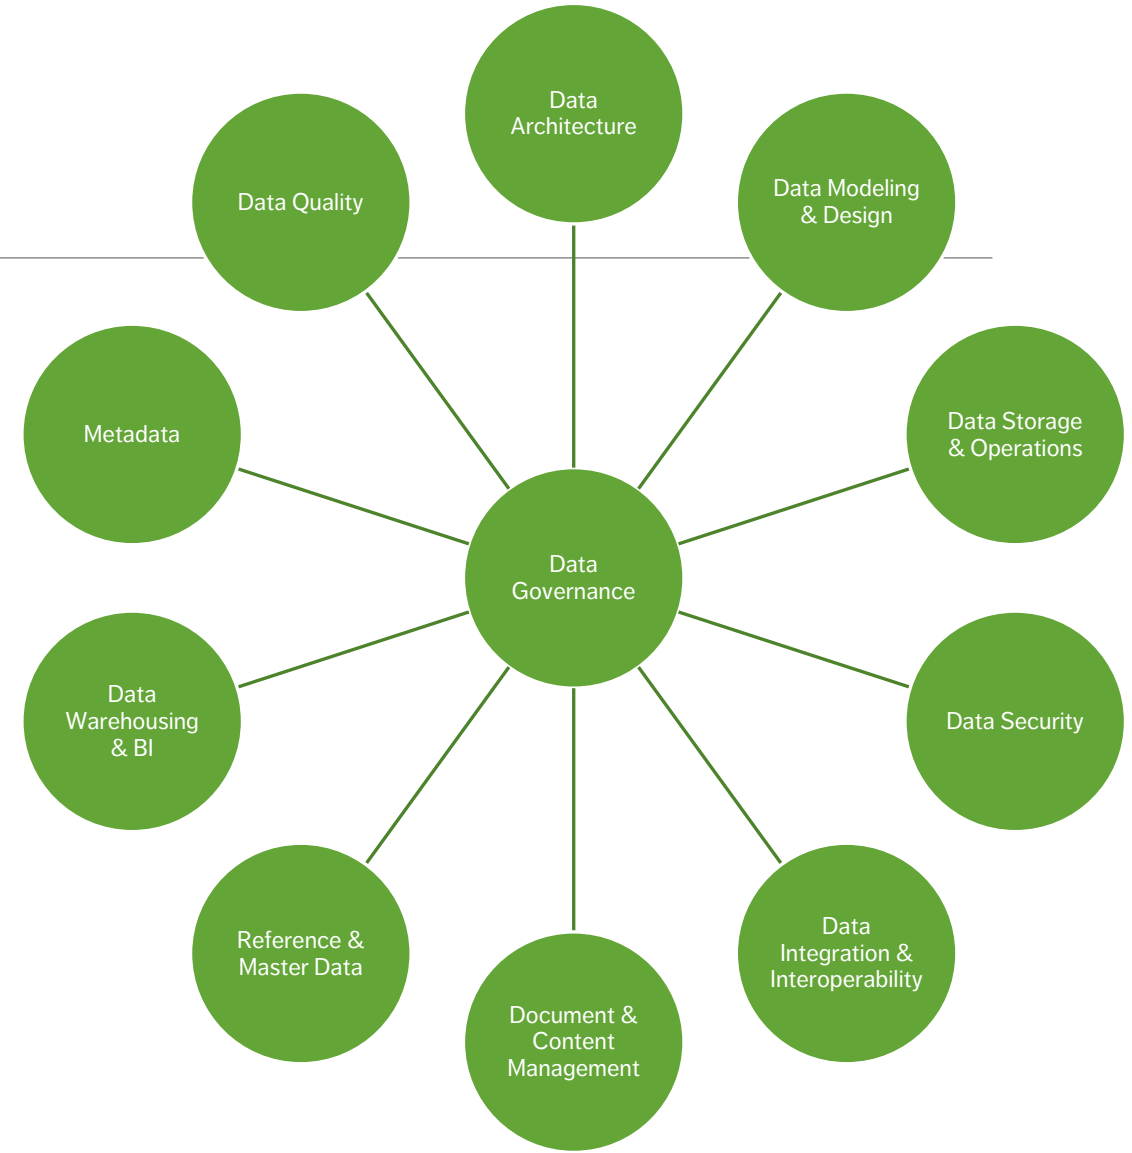 Data
Architecture
Data Modeling
& Design
Data Quality
Data Storage
& Operations
Metadata
Data
Governance
Data Security
Data
Warehousing
& BI
Data
Integration &
Interoperability
Reference &
Master Data
Document &
Content
Management